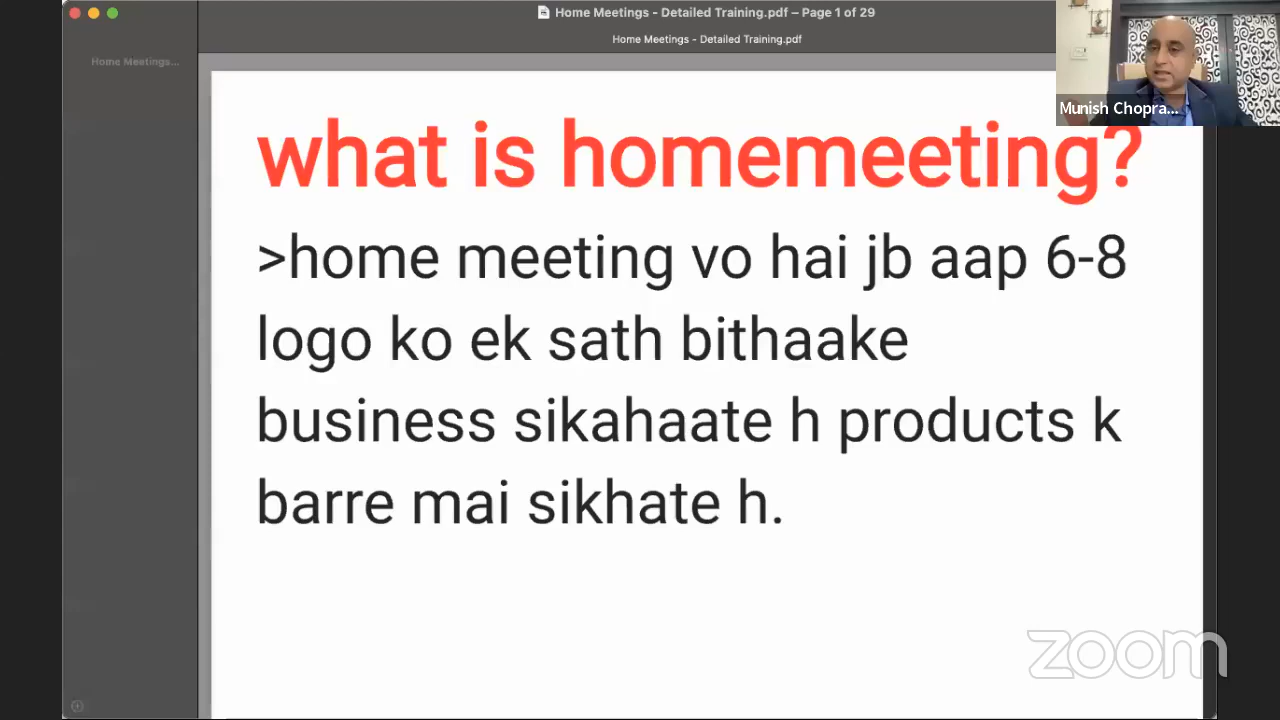 Home Meetings - Detailed Training.pdf – Page 1 of 29
Home Meetings - Detailed Training.pdf
Home Meetings...
Munish Chopra...
what is homemeeting?
>home meeting vo hai jb aap 6-8
logo ko ek sath bithaake
business sikahaate h products k
barre mai sikhate h.
zoom